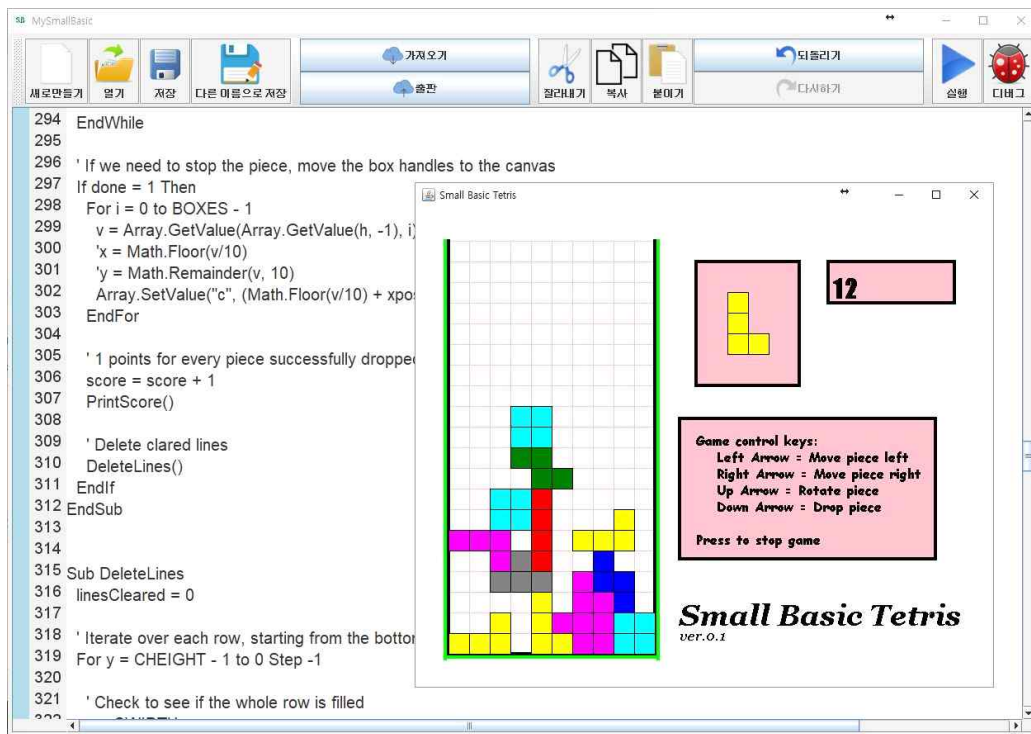 SB MySmallBasic
새로만들기 열기 저장 다른 이름으로 저장 가져오기 출판 잘라내기 복사 붙이기 되돌리기 다시하기 실행 디버그
294 EndWhile
295
296 ' If we need to stop the piece, move the box handles to the canvas
297 If done = 1 Then
298 For i = 0 to BOXES - 1
299 v = Array.GetValue(Array.GetValue(h, -1), i)
300 'x = Math.Floor(v/10)
301 'y = Math.Remainder(v, 10)
302 Array.SetValue("c", (Math.Floor(v/10) + xpos
303 EndFor
304
305 ' 1 points for every piece successfully dropped
306 score = score + 1
307 PrintScore()
308
309 ' Delete clared lines
310 DeleteLines()
311 EndIf
312 EndSub
313
314
315 Sub DeleteLines
316 linesCleared = 0
317
318 ' Iterate over each row, starting from the bottor
319 For y = CHEIGHT - 1 to 0 Step -1
320
321 ' Check to see if the whole row is filled
Small Basic Tetris
12
Game control keys:
Left Arrow = Move piece left
Right Arrow = Move piece right
Up Arrow = Rotate piece
Down Arrow = Drop piece
Press to stop game
Small Basic Tetris
ver.0.1